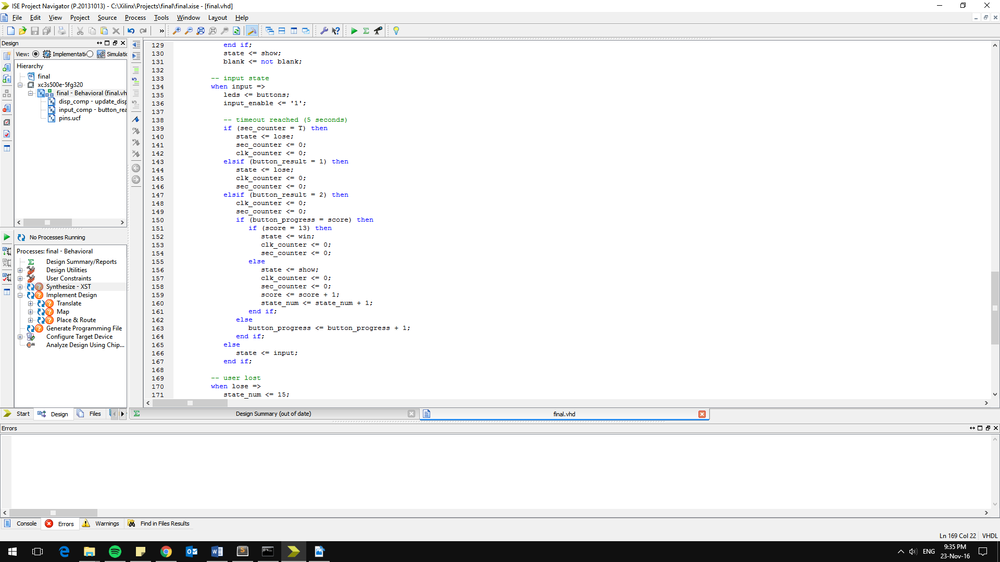 ISE Project Navigator (P.20131013) - C:\Xilinx\Projects\final\final.xise - [final.vhd]
File Edit View Project Source Process Tools Window Layout Help
Design
View: Implementati Simulatic
Hierarchy
final
xc3s500e-5fg320
final - Behavioral (final.vh
disp_comp - update_disp
input_comp - button_rea
pins.ucf
No Processes Running
Processes: final - Behavioral
Design Summary/Reports
Design Utilities
User Constraints
Synthesize - XST
Implement Design
Translate
Map
Place & Route
Generate Programming File
Configure Target Device
Analyze Design Using Chip...
Start Design Files
129 end if;
130 state <= show;
131 blank <= not blank;
132
133 -- input state
134 when input =>
135 leds <= buttons;
136 input_enable <= '1';
137
138 -- timeout reached (5 seconds)
139 if (sec_counter = T) then
140 state <= lose;
141 sec_counter <= 0;
142 clk_counter <= 0;
143 elsif (button_result = 1) then
144 state <= lose;
145 clk_counter <= 0;
146 sec_counter <= 0;
147 elsif (button_result = 2) then
148 clk_counter <= 0;
149 sec_counter <= 0;
150 if (button_progress = score) then
151 if (score = 13) then
152 state <= win;
153 clk_counter <= 0;
154 sec_counter <= 0;
155 else
156 state <= show;
157 clk_counter <= 0;
158 sec_counter <= 0;
159 score <= score + 1;
160 state_num <= state_num + 1;
161 end if;
162 else
163 button_progress <= button_progress + 1;
164 end if;
165 else
166 state <= input;
167 end if;
168
169 -- user lost
170 when lose =>
171 state_num <= 15;
Design Summary (out of date) final.vhd
Errors
Console Errors Warnings Find in Files Results
Ln 169 Col 22 VHDL
ENG 9:35 PM
23-Nov-16